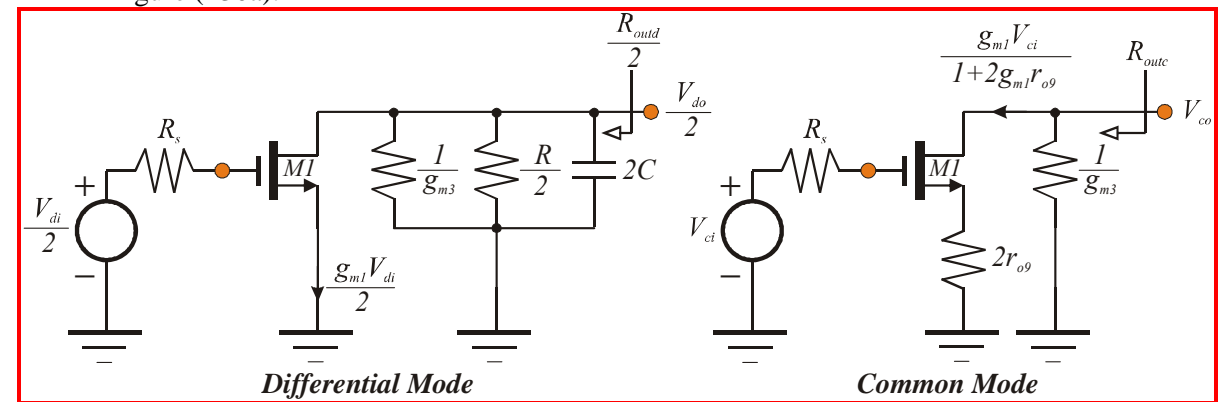 R_outd
2
g_m1 V_ci
1+2g_m1 r_o9
R_outc
V_do
2
V_co
R_s
M1
1
g_m3
R
2
2C
R_s
M1
1
g_m3
+
V_di
2
−
+
V_ci
−
2r_o9
g_m1 V_di
2
−
−
−
−
−
Differential Mode
Common Mode